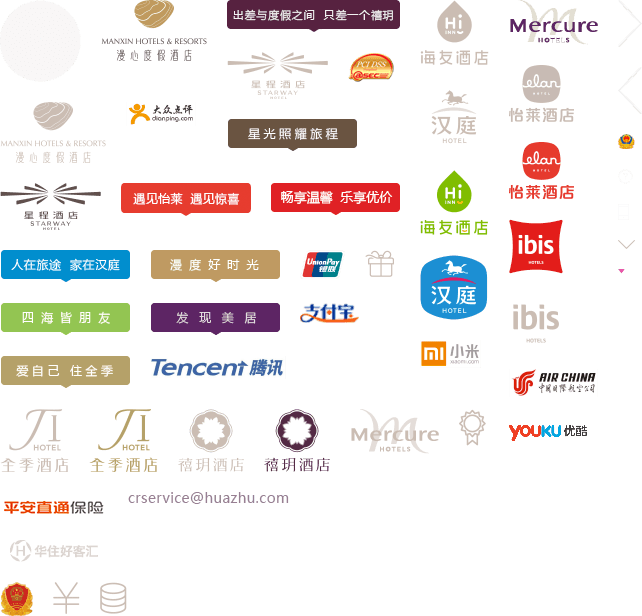 MANXIN HOTELS & RESORTS
漫心度假酒店
出差与度假之间 只差一个禧玥
Hi
INN
海友酒店
Mercure
HOTELS
星程酒店
STARWAY
HOTEL
PCI.DSS
@SEC
elan
怡莱酒店
汉庭
HOTEL
MANXIN HOTELS & RESORTS
漫心度假酒店
大众点评
dianping.com
星光照耀旅程
elan
怡莱酒店
星程酒店
STARWAY
HOTEL
遇见怡莱 遇见惊喜
畅享温馨 乐享优价
Hi
INN
海友酒店
ibis
HOTELS
人在旅途 家在汉庭
漫度好时光
UnionPay
银联
汉庭
HOTEL
四海皆朋友
发现美居
支付宝
ibis
HOTELS
爱自己 住全季
Tencent 腾讯
小米
xiaomi.com
AIR CHINA
中国国际航空公司
HOTEL
全季酒店
HOTEL
全季酒店
禧玥酒店
禧玥酒店
Mercure
HOTELS
YOUKU 优酷
平安直通保险
crservice@huazhu.com
H 华住好客汇